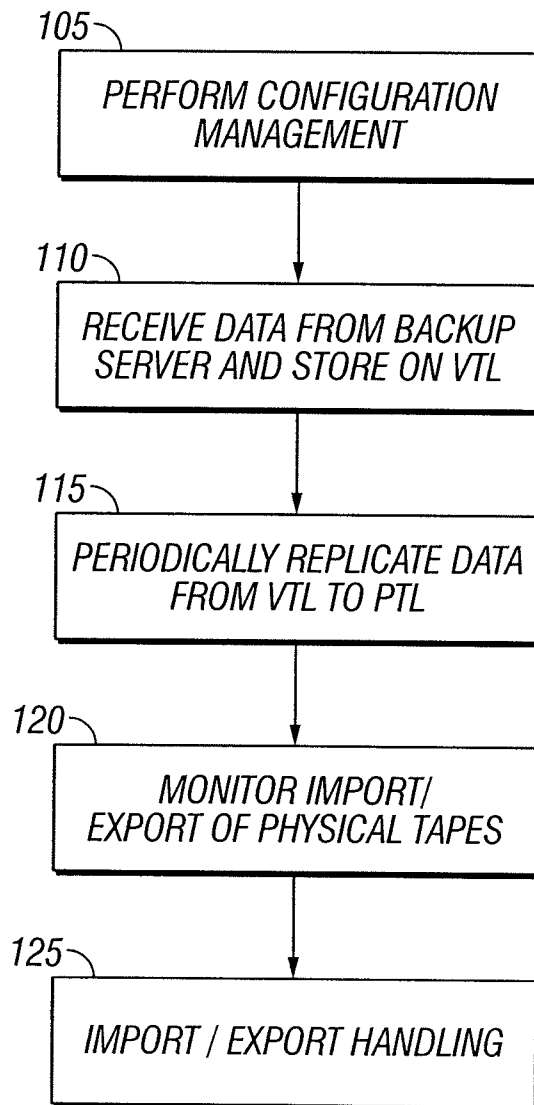 105
PERFORM CONFIGURATION
MANAGEMENT
110
RECEIVE DATA FROM BACKUP
SERVER AND STORE ON VTL
115
PERIODICALLY REPLICATE DATA
FROM VTL TO PTL
120
MONITOR IMPORT/
EXPORT OF PHYSICAL TAPES
125
IMPORT / EXPORT HANDLING